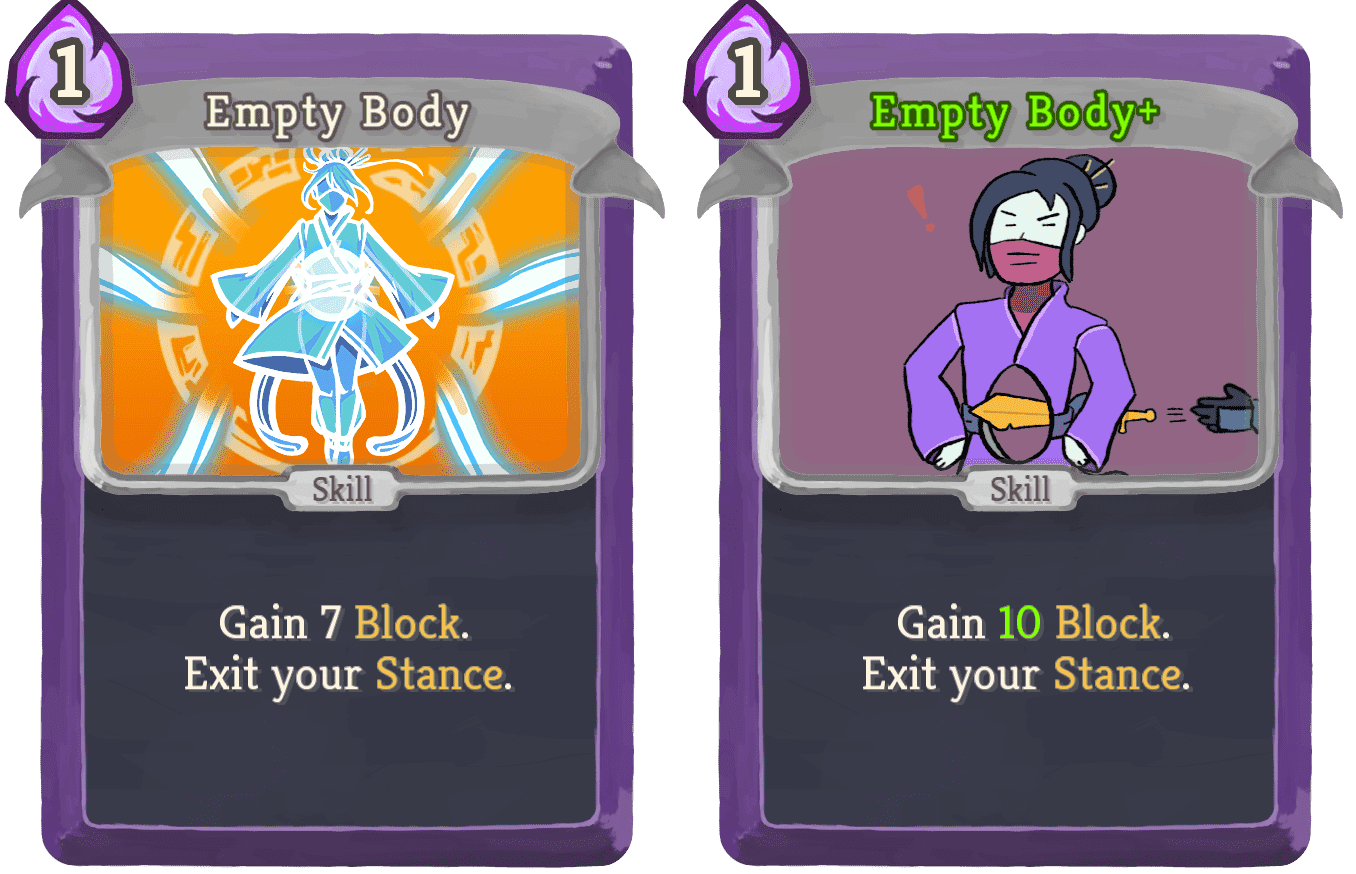 1
Empty Body
Skill
Gain 7 Block.
Exit your Stance.
1
Empty Body+
!
Skill
Gain 10 Block.
Exit your Stance.